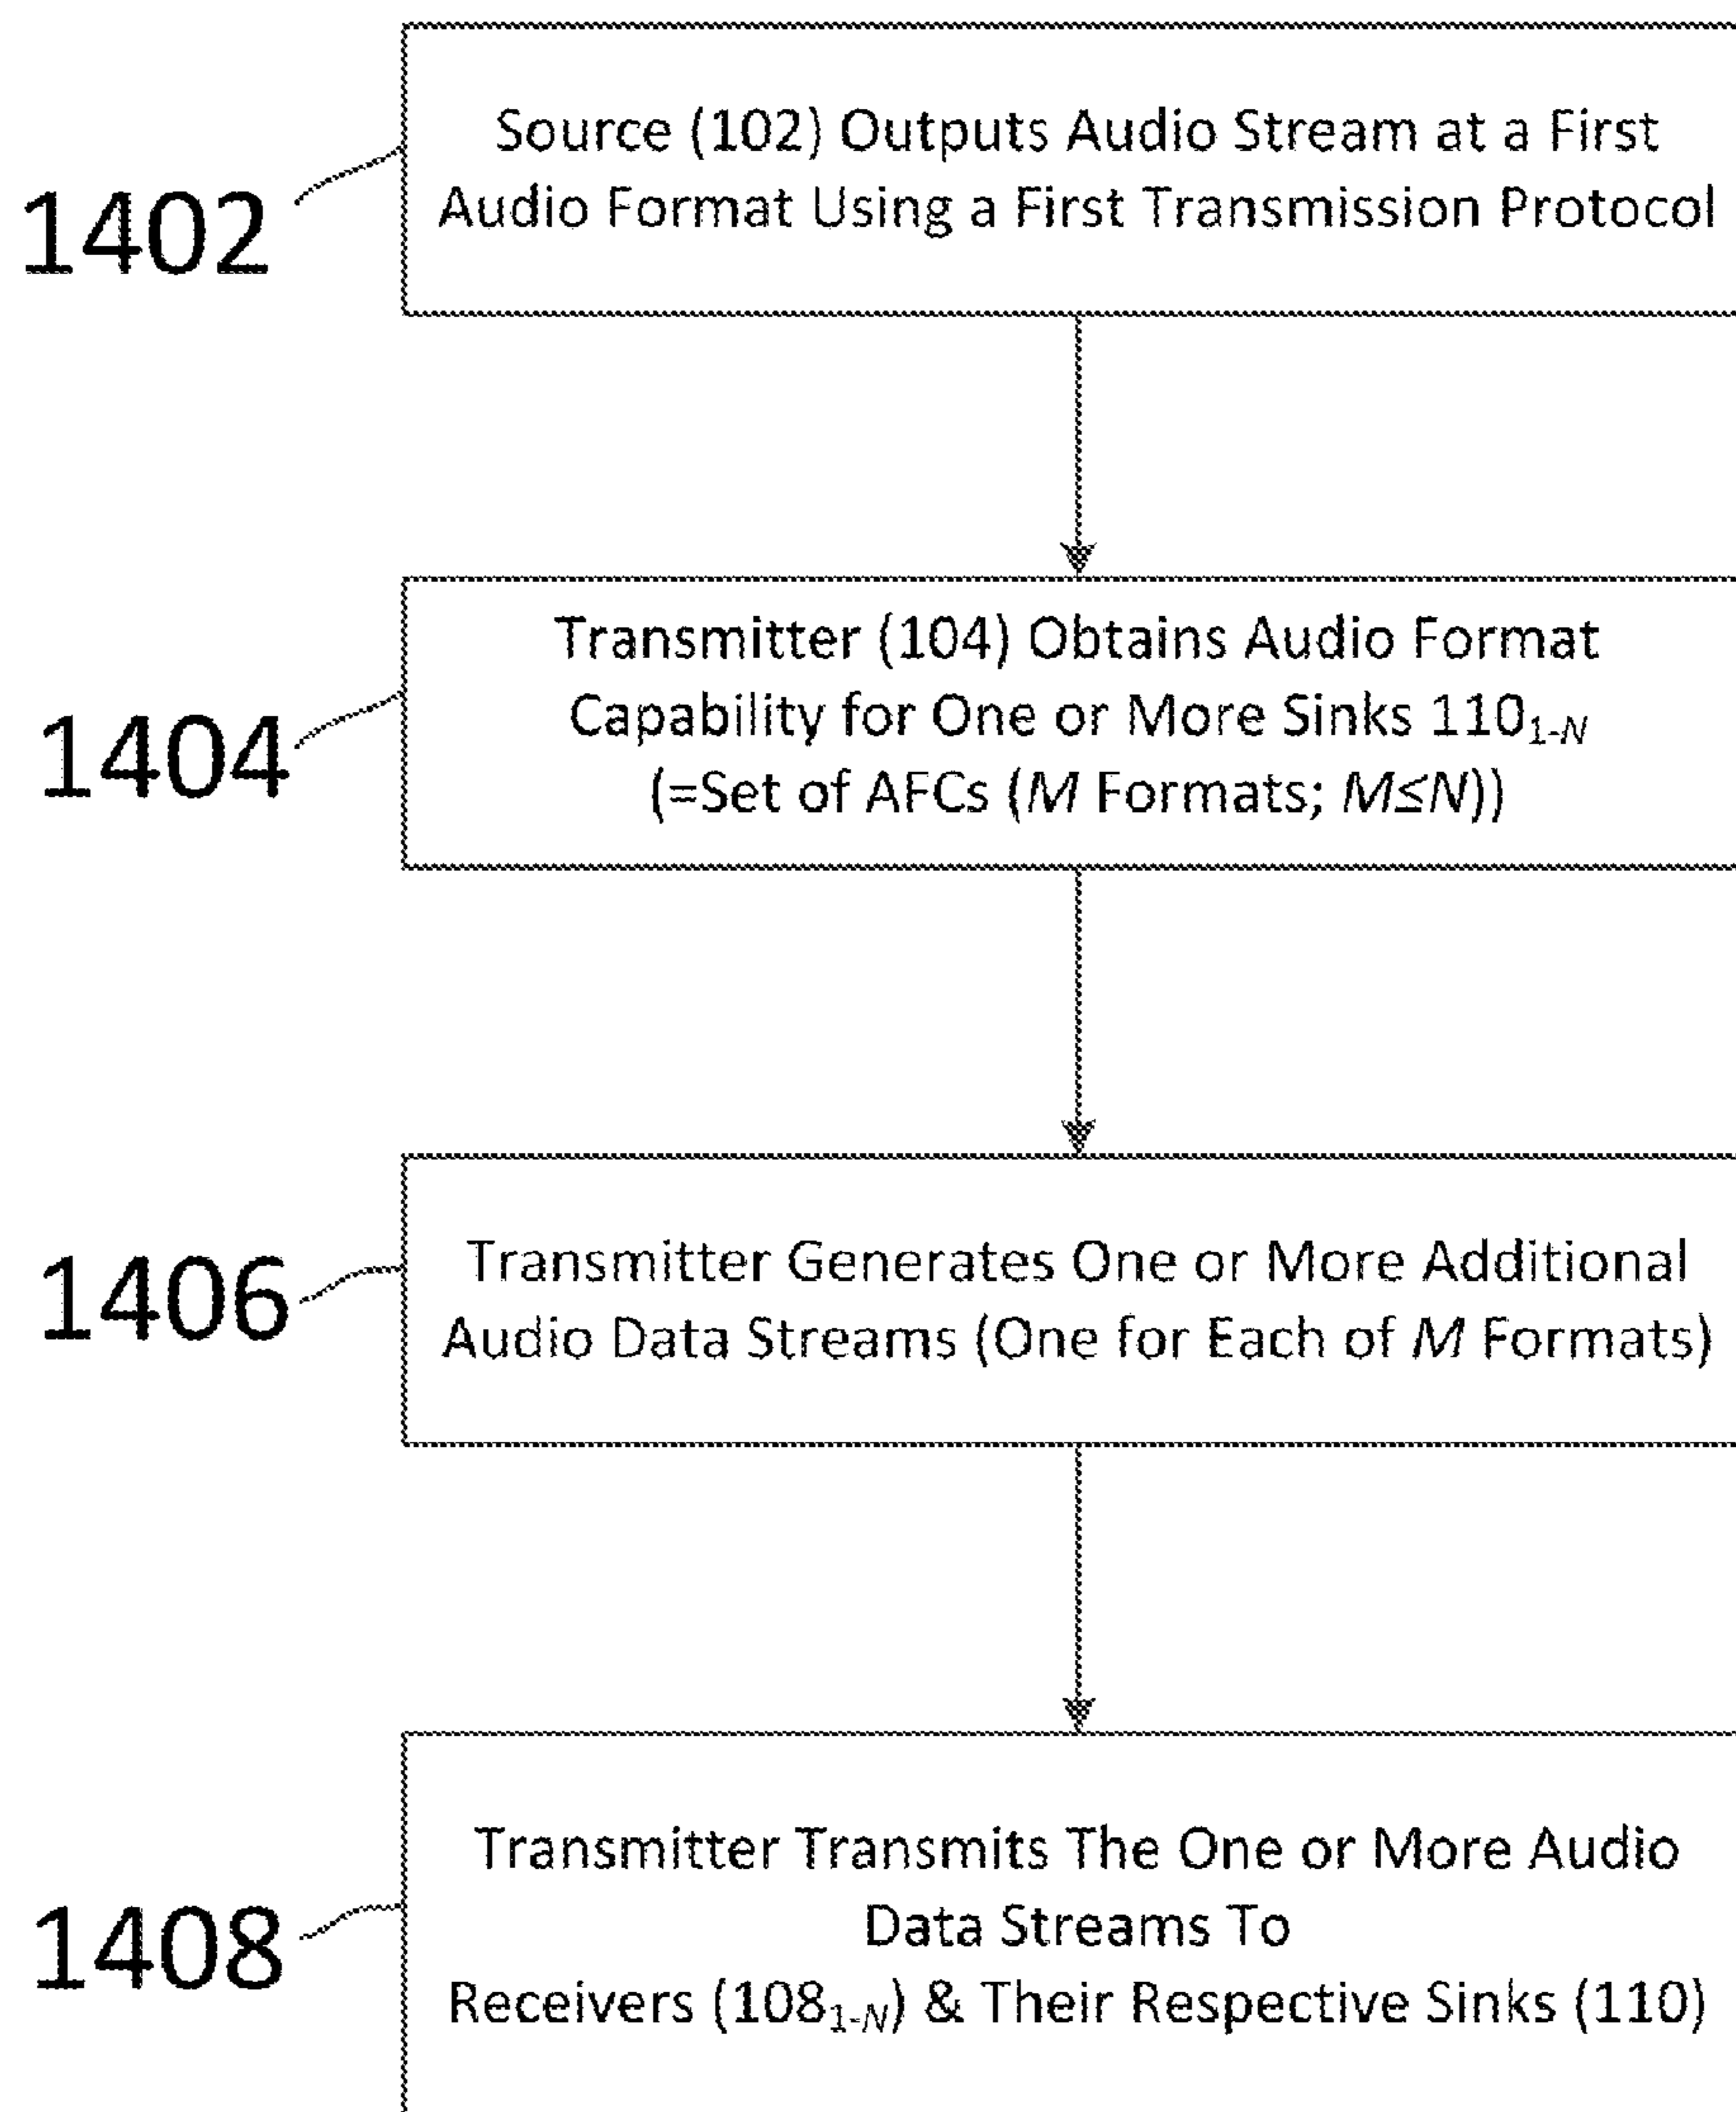 1402
Source (102) Outputs Audio Stream at a First
Audio Format Using a First Transmission Protocol
1404
Transmitter (104) Obtains Audio Format
Capability for One or More Sinks 110₁₋N
(=Set of AFCs (M Formats; M≤N))
1406
Transmitter Generates One or More Additional
Audio Data Streams (One for Each of M Formats)
1408
Transmitter Transmits The One or More Audio
Data Streams To
Receivers (108₁₋N) & Their Respective Sinks (110)